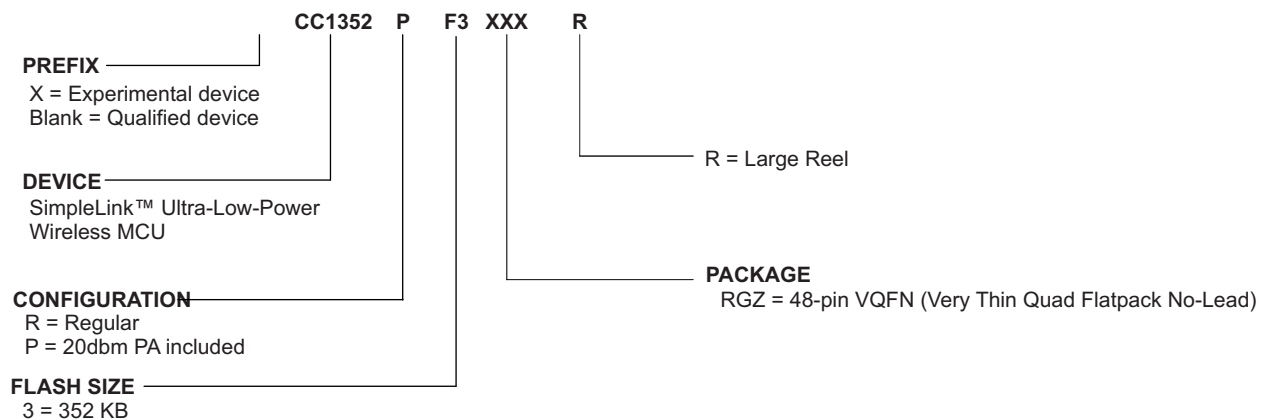 CC1352 P F3 XXX R
PREFIX
X = Experimental device
Blank = Qualified device
R = Large Reel
DEVICE
SimpleLink™ Ultra-Low-Power
Wireless MCU
PACKAGE
RGZ = 48-pin VQFN (Very Thin Quad Flatpack No-Lead)
CONFIGURATION
R = Regular
P = 20dbm PA included
FLASH SIZE
3 = 352 KB